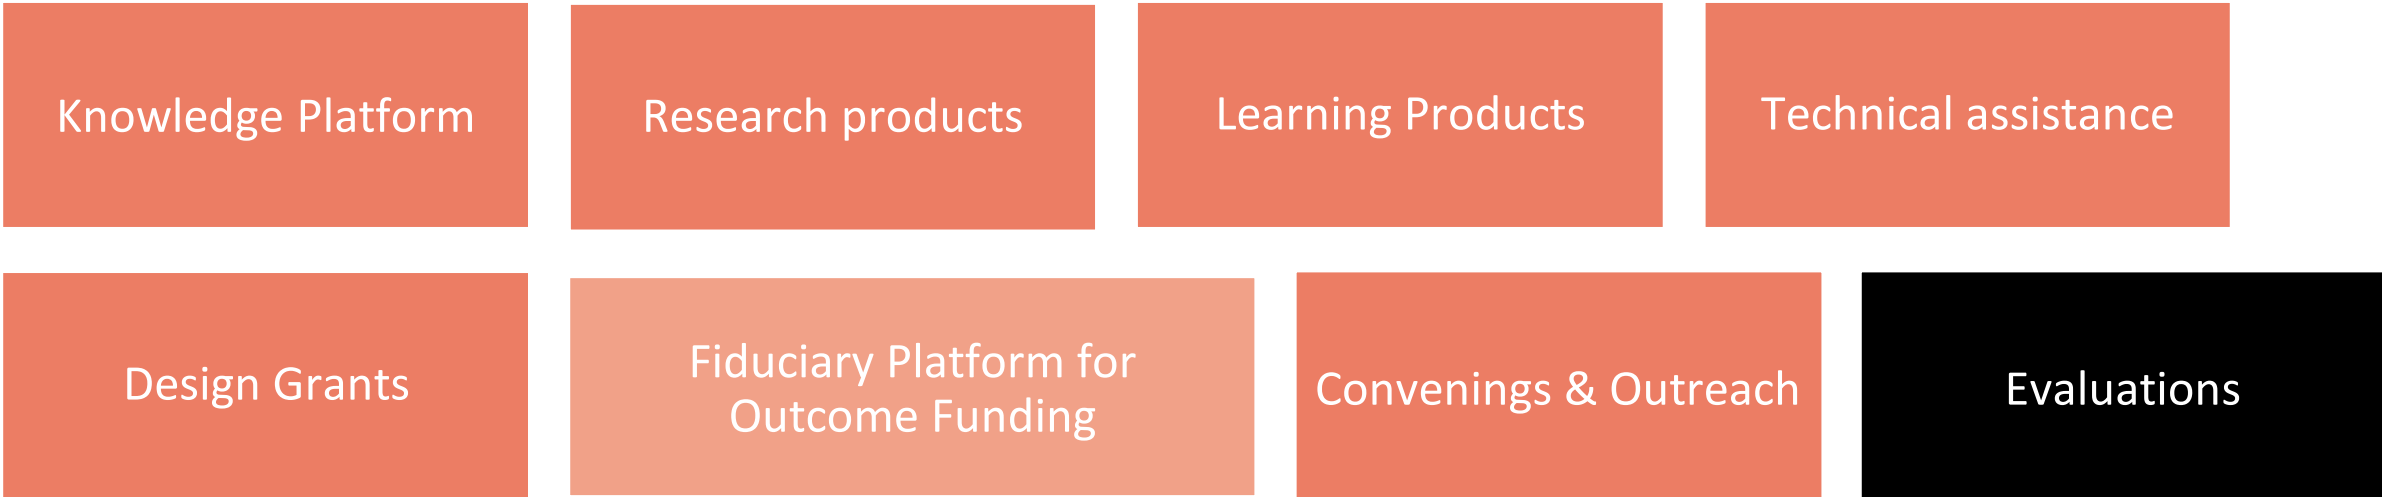 Knowledge Platform
Research products
Learning Products
Technical assistance
Design Grants
Fiduciary Platform for
Outcome Funding
Convenings & Outreach
Evaluations